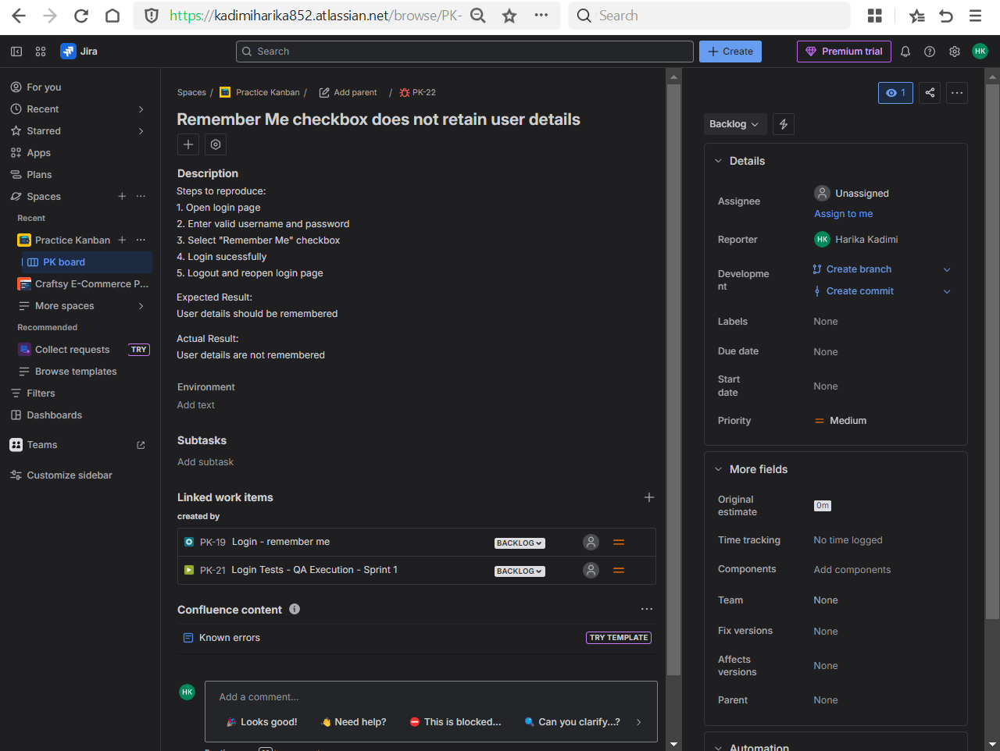 https://kadimiharika852.atlassian.net/browse/PK-
Search
Jira
Search
Create
Premium trial
HK
For you
Recent
Starred
Apps
Plans
Spaces
Recent
Practice Kanban
PK board
Craftsy E-Commerce P...
More spaces
Recommended
Collect requests TRY
Browse templates
Filters
Dashboards
Teams
Customize sidebar
Spaces / Practice Kanban / Add parent / PK-22
Remember Me checkbox does not retain user details
Description
Steps to reproduce:
1. Open login page
2. Enter valid username and password
3. Select "Remember Me" checkbox
4. Login sucessfully
5. Logout and reopen login page
Expected Result:
User details should be remembered
Actual Result:
User details are not remembered
Environment
Add text
Subtasks
Add subtask
Linked work items
created by
PK-19 Login - remember me BACKLOG
PK-21 Login Tests - QA Execution - Sprint 1 BACKLOG
Confluence content
Known errors TRY TEMPLATE
HK
Add a comment...
Looks good! Need help? This is blocked... Can you clarify...?
1
Backlog
Details
Assignee Unassigned
Assign to me
Reporter HK Harika Kadimi
Developme
nt
Create branch
Create commit
Labels None
Due date None
Start
date
None
Priority Medium
More fields
Original
estimate
0m
Time tracking No time logged
Components Add components
Team None
Fix versions None
Affects
versions
None
Parent None
Automation